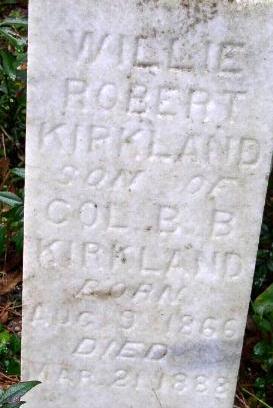 WILLIE
ROBERT
KIRKLAND
SON OF
COL. B. B
KIRKLAND
BORN
AUG 9 1866
DIED
MAR. 21 1888